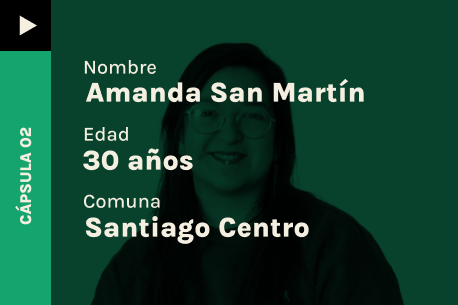 Nombre
Amanda San Martín
Edad
30 años
Comuna
Santiago Centro
CÁPSULA 02